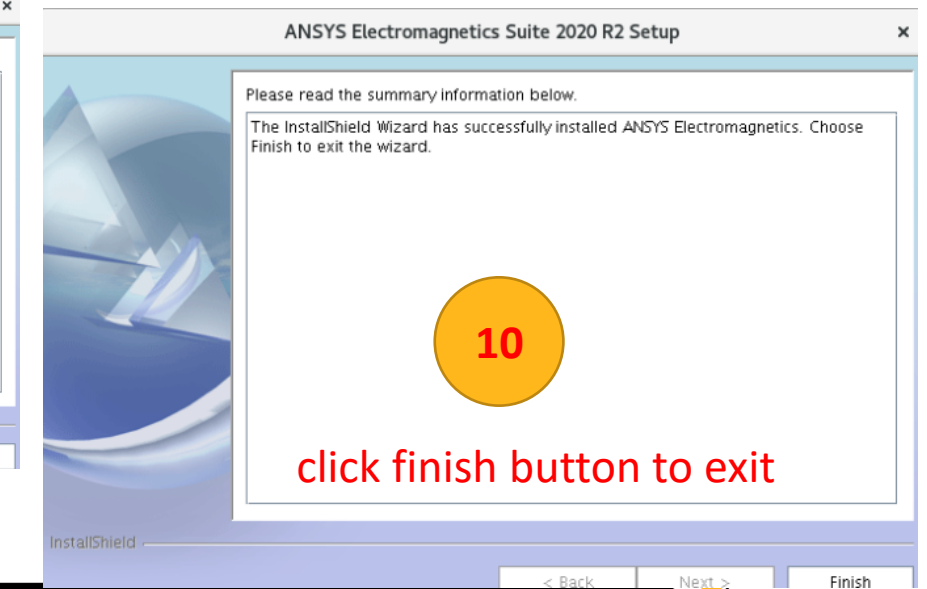 ×
ANSYS Electromagnetics Suite 2020 R2 Setup ×
Please read the summary information below.
The InstallShield Wizard has successfully installed ANSYS Electromagnetics. Choose
Finish to exit the wizard.
10
click finish button to exit
InstallShield
< Back Next > Finish